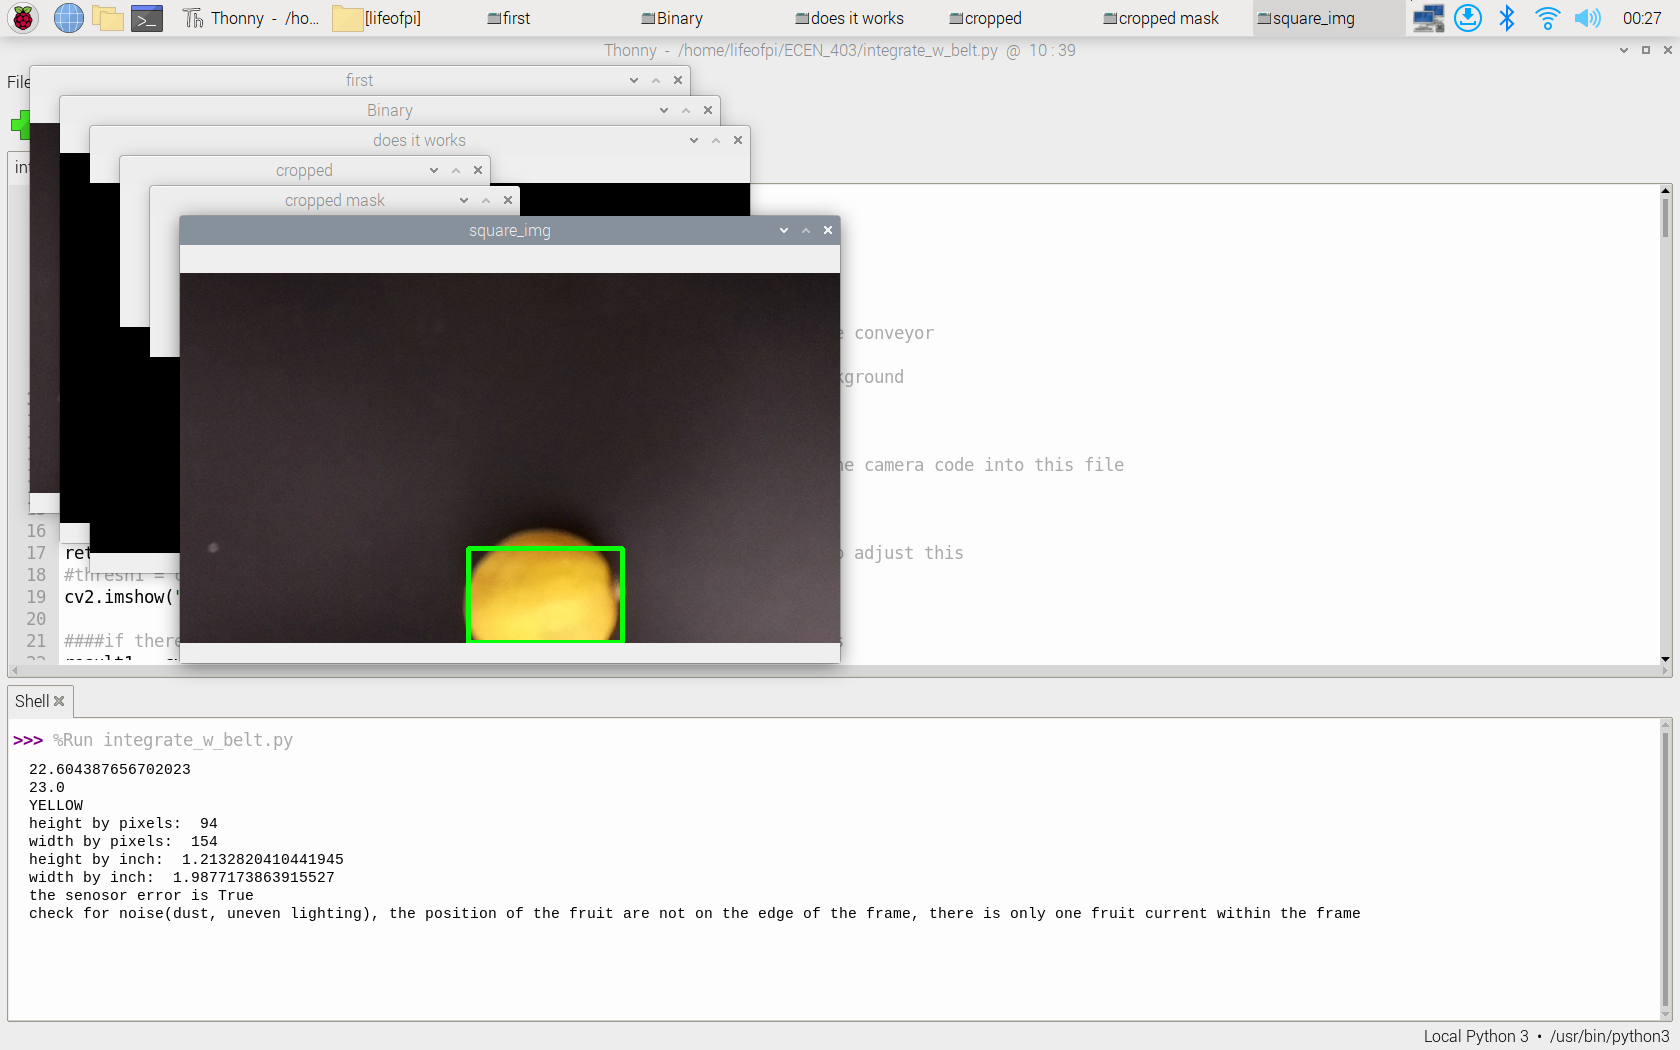 Thonny - /ho...
[lifeofpi]
first
Binary
does it works
cropped
cropped mask
square_img
00:27
Thonny - /home/lifeofpi/ECEN_403/integrate_w_belt.py @ 10:39
File
first
Binary
does it works
cropped
cropped mask
square_img
conveyor
camera code into this file
16
17 ret adjust this
18 #thresh1 =
19 cv2.imshow(
20
21 ####if there
Shell
>>> %Run integrate_w_belt.py
22.604387656702023
23.0
YELLOW
height by pixels:  94
width by pixels:  154
height by inch:  1.2132820410441945
width by inch:  1.9877173863915527
the senosor error is True
check for noise(dust, uneven lighting), the position of the fruit are not on the edge of the frame, there is only one fruit current within the frame
Local Python 3 • /usr/bin/python3